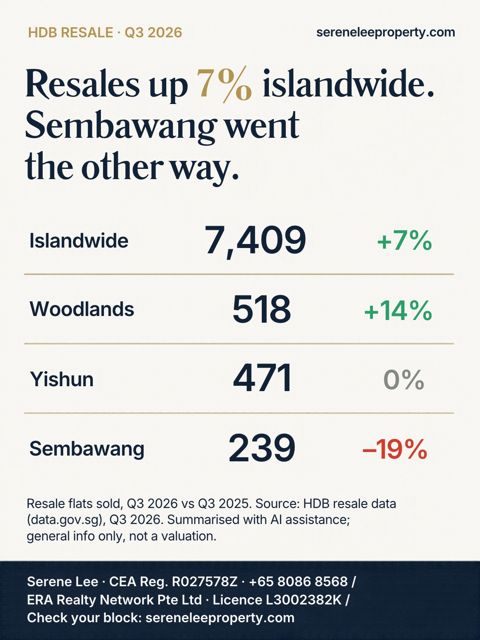 HDB RESALE · Q3 2026
sereneleeproperty.com
Resales up 7% islandwide.
Sembawang went
the other way.
Islandwide 7,409 +7%
Woodlands 518 +14%
Yishun 471 0%
Sembawang 239 –19%
Resale flats sold, Q3 2026 vs Q3 2025. Source: HDB resale data
(data.gov.sg), Q3 2026. Summarised with AI assistance;
general info only, not a valuation.
Serene Lee · CEA Reg. R027578Z · +65 8086 8568 /
ERA Realty Network Pte Ltd · Licence L3002382K /
Check your block: sereneleeproperty.com